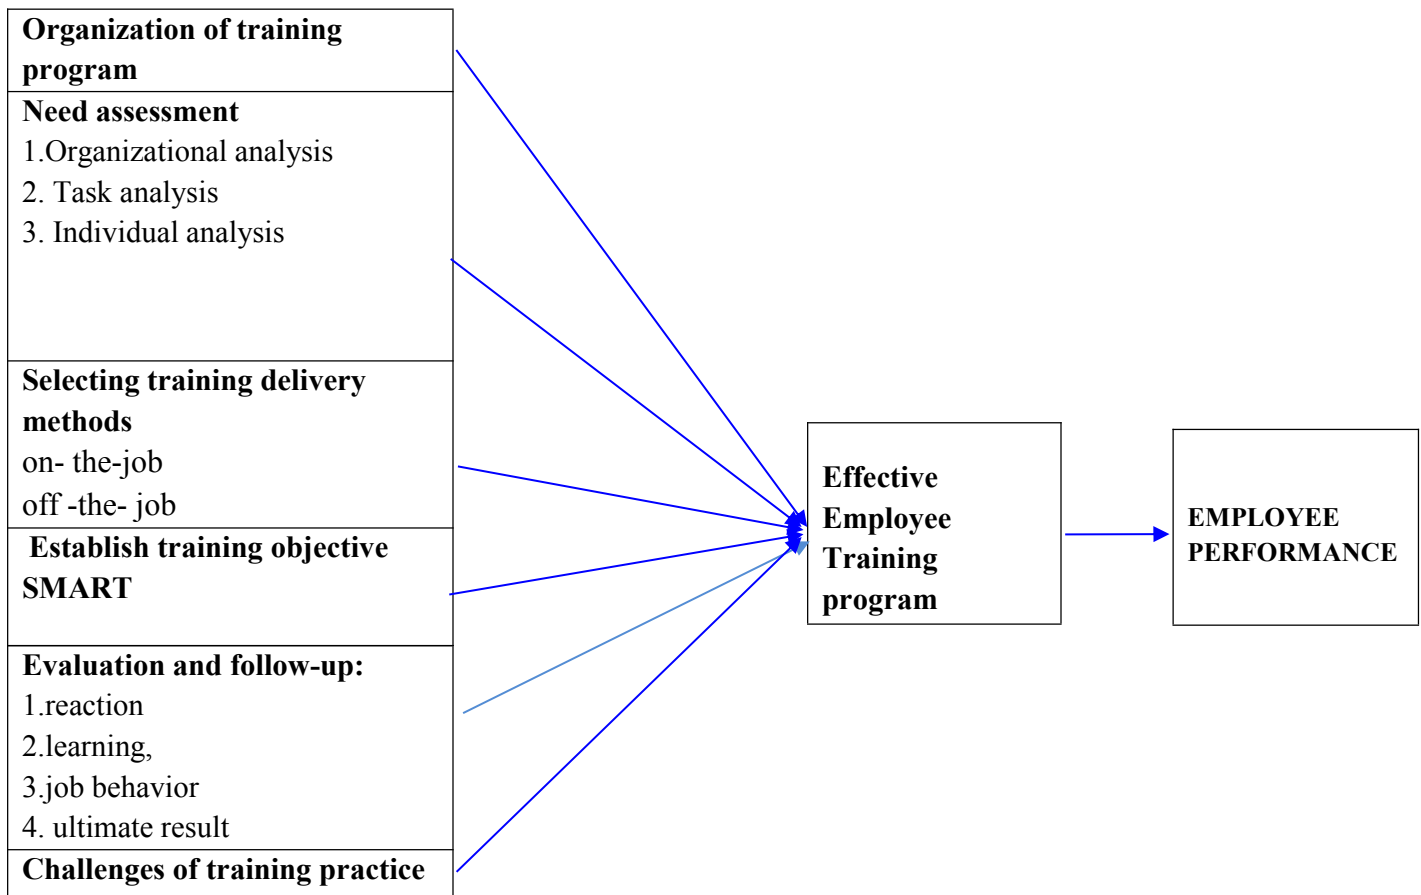 Organization of training
program
Need assessment
1.Organizational analysis
2. Task analysis
3. Individual analysis
Selecting training delivery
methods
on- the-job
off -the- job
Establish training objective
SMART
Evaluation and follow-up:
1.reaction
2.learning,
3.job behavior
4. ultimate result
Challenges of training practice
Effective
Employee
Training
program
EMPLOYEE
PERFORMANCE